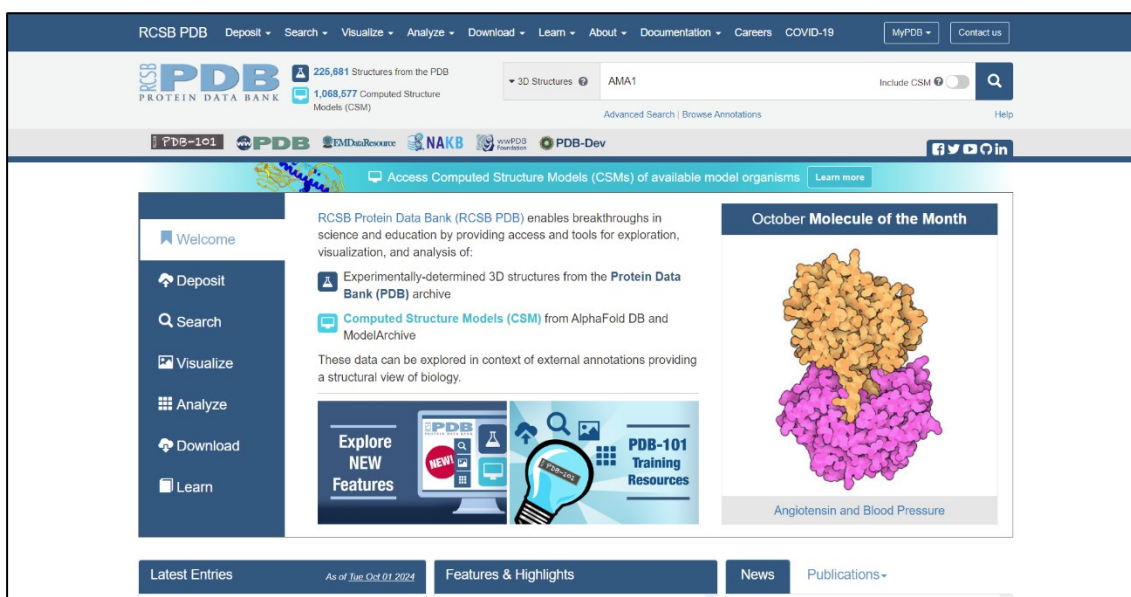 RCSB PDB Deposit Search Visualize Analyze Download Learn About Documentation Careers COVID-19 MyPDB Contact us
RCSB PDB
PROTEIN DATA BANK
225,681 Structures from the PDB
1,068,577 Computed Structure
Models (CSM)
3D Structures AMA1 Include CSM
Advanced Search | Browse Annotations Help
PDB-101 PDB EMDataResource NAKB wwPDB Foundation PDB-Dev
Access Computed Structure Models (CSMs) of available model organisms Learn more
Welcome
Deposit
Search
Visualize
Analyze
Download
Learn
RCSB Protein Data Bank (RCSB PDB) enables breakthroughs in
science and education by providing access and tools for exploration,
visualization, and analysis of:
Experimentally-determined 3D structures from the Protein Data
Bank (PDB) archive
Computed Structure Models (CSM) from AlphaFold DB and
ModelArchive
These data can be explored in context of external annotations providing
a structural view of biology.
Explore
NEW
Features
PDB
NEW!
PDB-101
PDB-101
Training
Resources
October Molecule of the Month
Angiotensin and Blood Pressure
Latest Entries As of Tue Oct 01 2024
Features & Highlights
News Publications